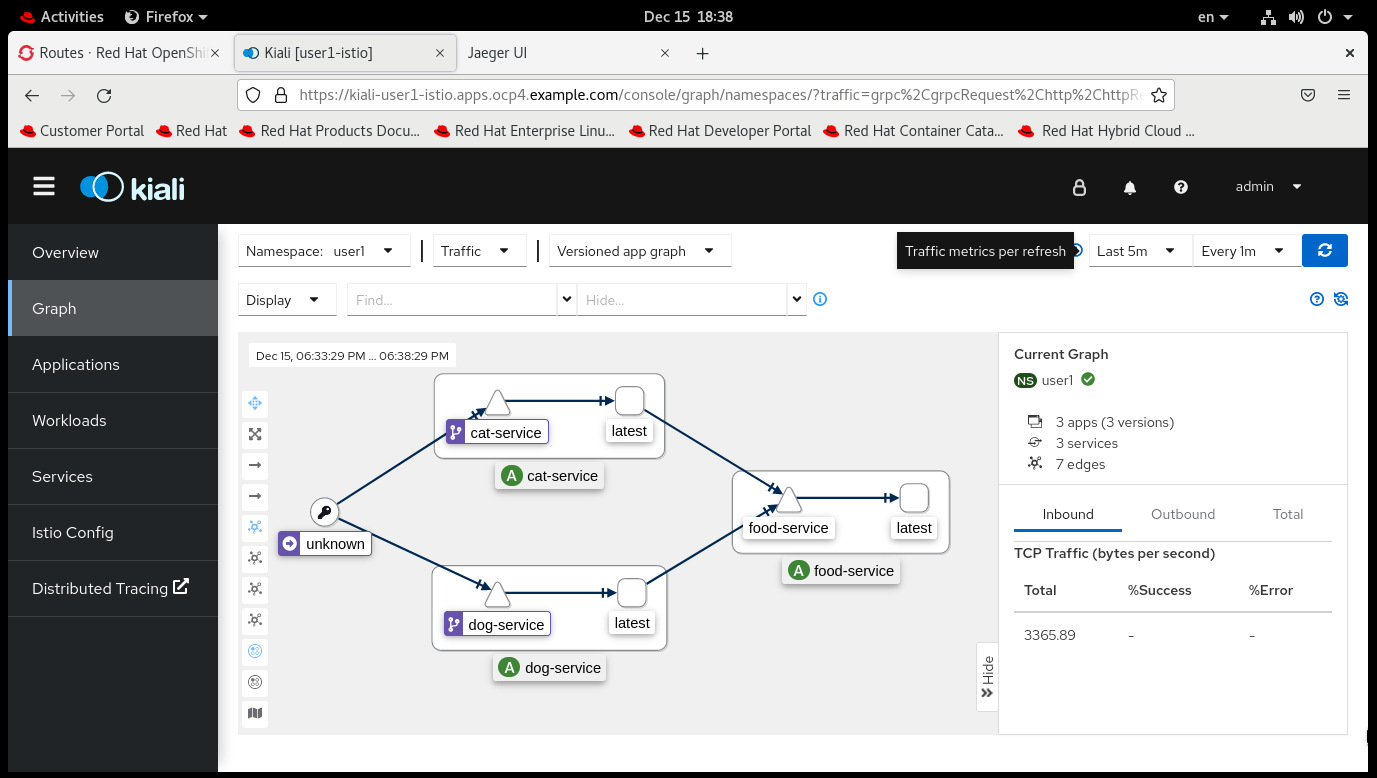 Activities Firefox Dec 15 18:38 en
Routes · Red Hat OpenShi Kiali [user1-istio] Jaeger UI
https://kiali-user1-istio.apps.ocp4.example.com/console/graph/namespaces/?traffic=grpc%2CgrpcRequest%2Chttp%2ChttpRe
Customer Portal Red Hat Red Hat Products Docu... Red Hat Enterprise Linu... Red Hat Developer Portal Red Hat Container Cata... Red Hat Hybrid Cloud ...
kiali admin
Overview
Graph
Applications
Workloads
Services
Istio Config
Distributed Tracing
Namespace: user1 Traffic Versioned app graph Traffic metrics per refresh Last 5m Every 1m
Display Find... Hide...
Dec 15, 06:33:29 PM ... 06:38:29 PM
cat-service latest
A cat-service
unknown
food-service latest
A food-service
dog-service latest
A dog-service
Hide
Current Graph
NS user1
3 apps (3 versions)
3 services
7 edges
Inbound Outbound Total
TCP Traffic (bytes per second)
Total %Success %Error
3365.89 - -